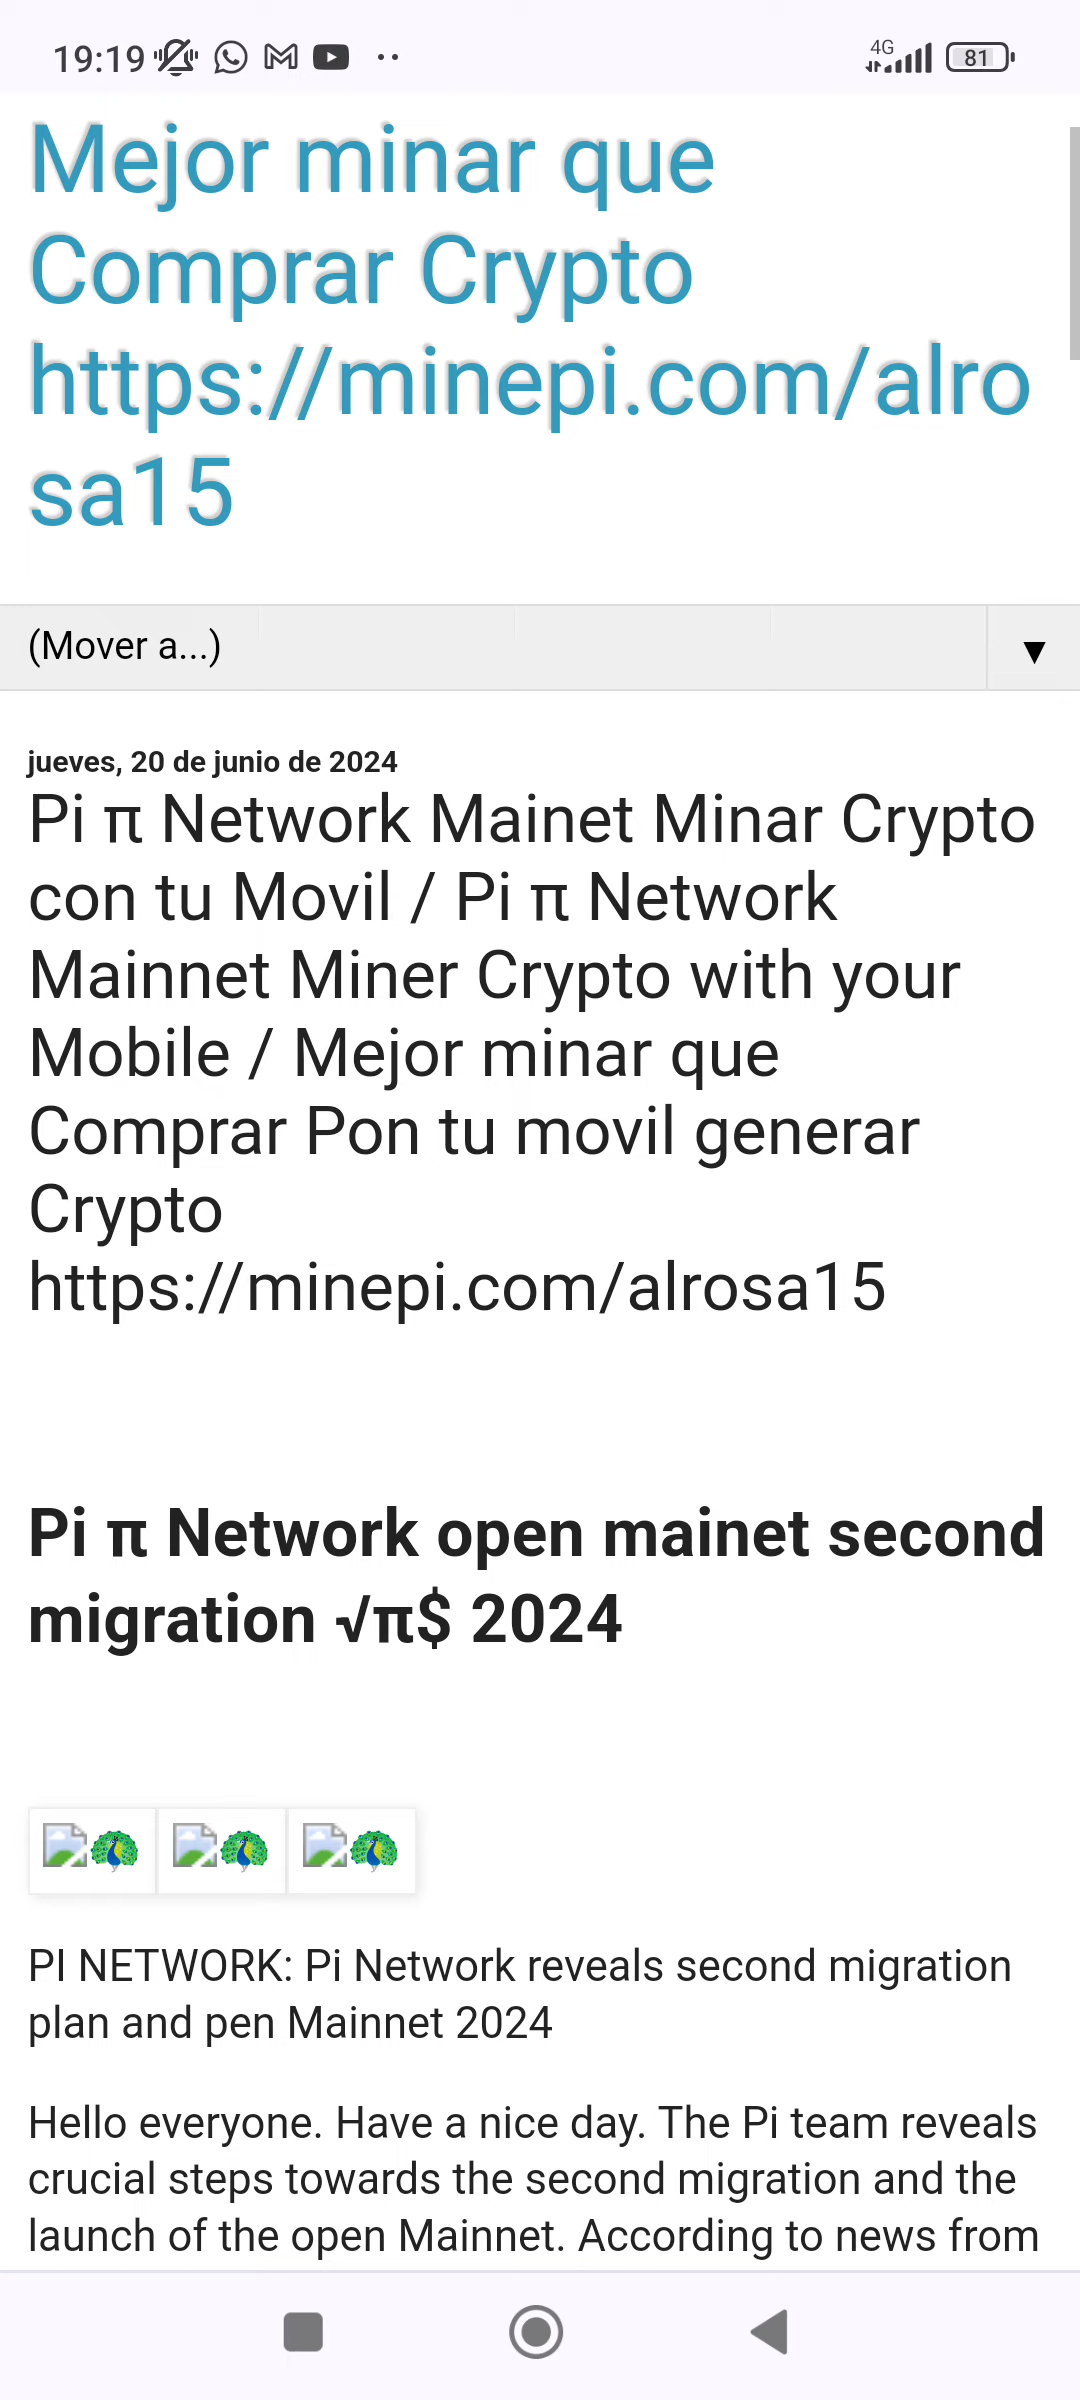 19:19
4G
81
Mejor minar que
Comprar Crypto
https://minepi.com/alro
sa15
(Mover a...)
▼
jueves, 20 de junio de 2024
Pi π Network Mainet Minar Crypto
con tu Movil / Pi π Network
Mainnet Miner Crypto with your
Mobile / Mejor minar que
Comprar Pon tu movil generar
Crypto
https://minepi.com/alrosa15
Pi π Network open mainet second
migration √π$ 2024
PI NETWORK: Pi Network reveals second migration
plan and pen Mainnet 2024
Hello everyone. Have a nice day. The Pi team reveals
crucial steps towards the second migration and the
launch of the open Mainnet. According to news from